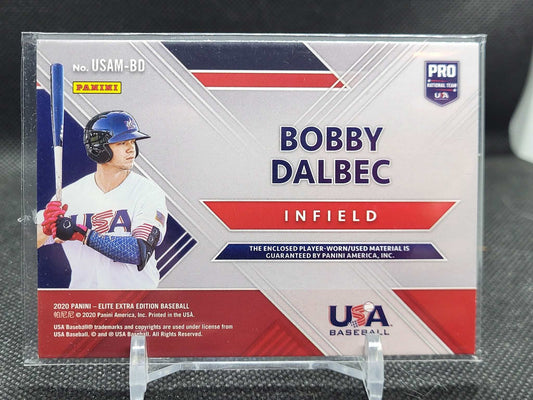 No. USAM-BD
PANINI
PRO
NATIONAL TEAM
USA
BOBBY
DALBEC
INFIELD
THE ENCLOSED PLAYER-WORN/USED MATERIAL IS
GUARANTEED BY PANINI AMERICA, INC.
USA
2020 PANINI – ELITE EXTRA EDITION BASEBALL
帕尼尼 © 2020 Panini America, Inc. Printed in the USA.
USA Baseball® trademarks and copyrights are used under license from
USA Baseball. © and ® USA Baseball. All Rights Reserved.
USA
BASEBALL